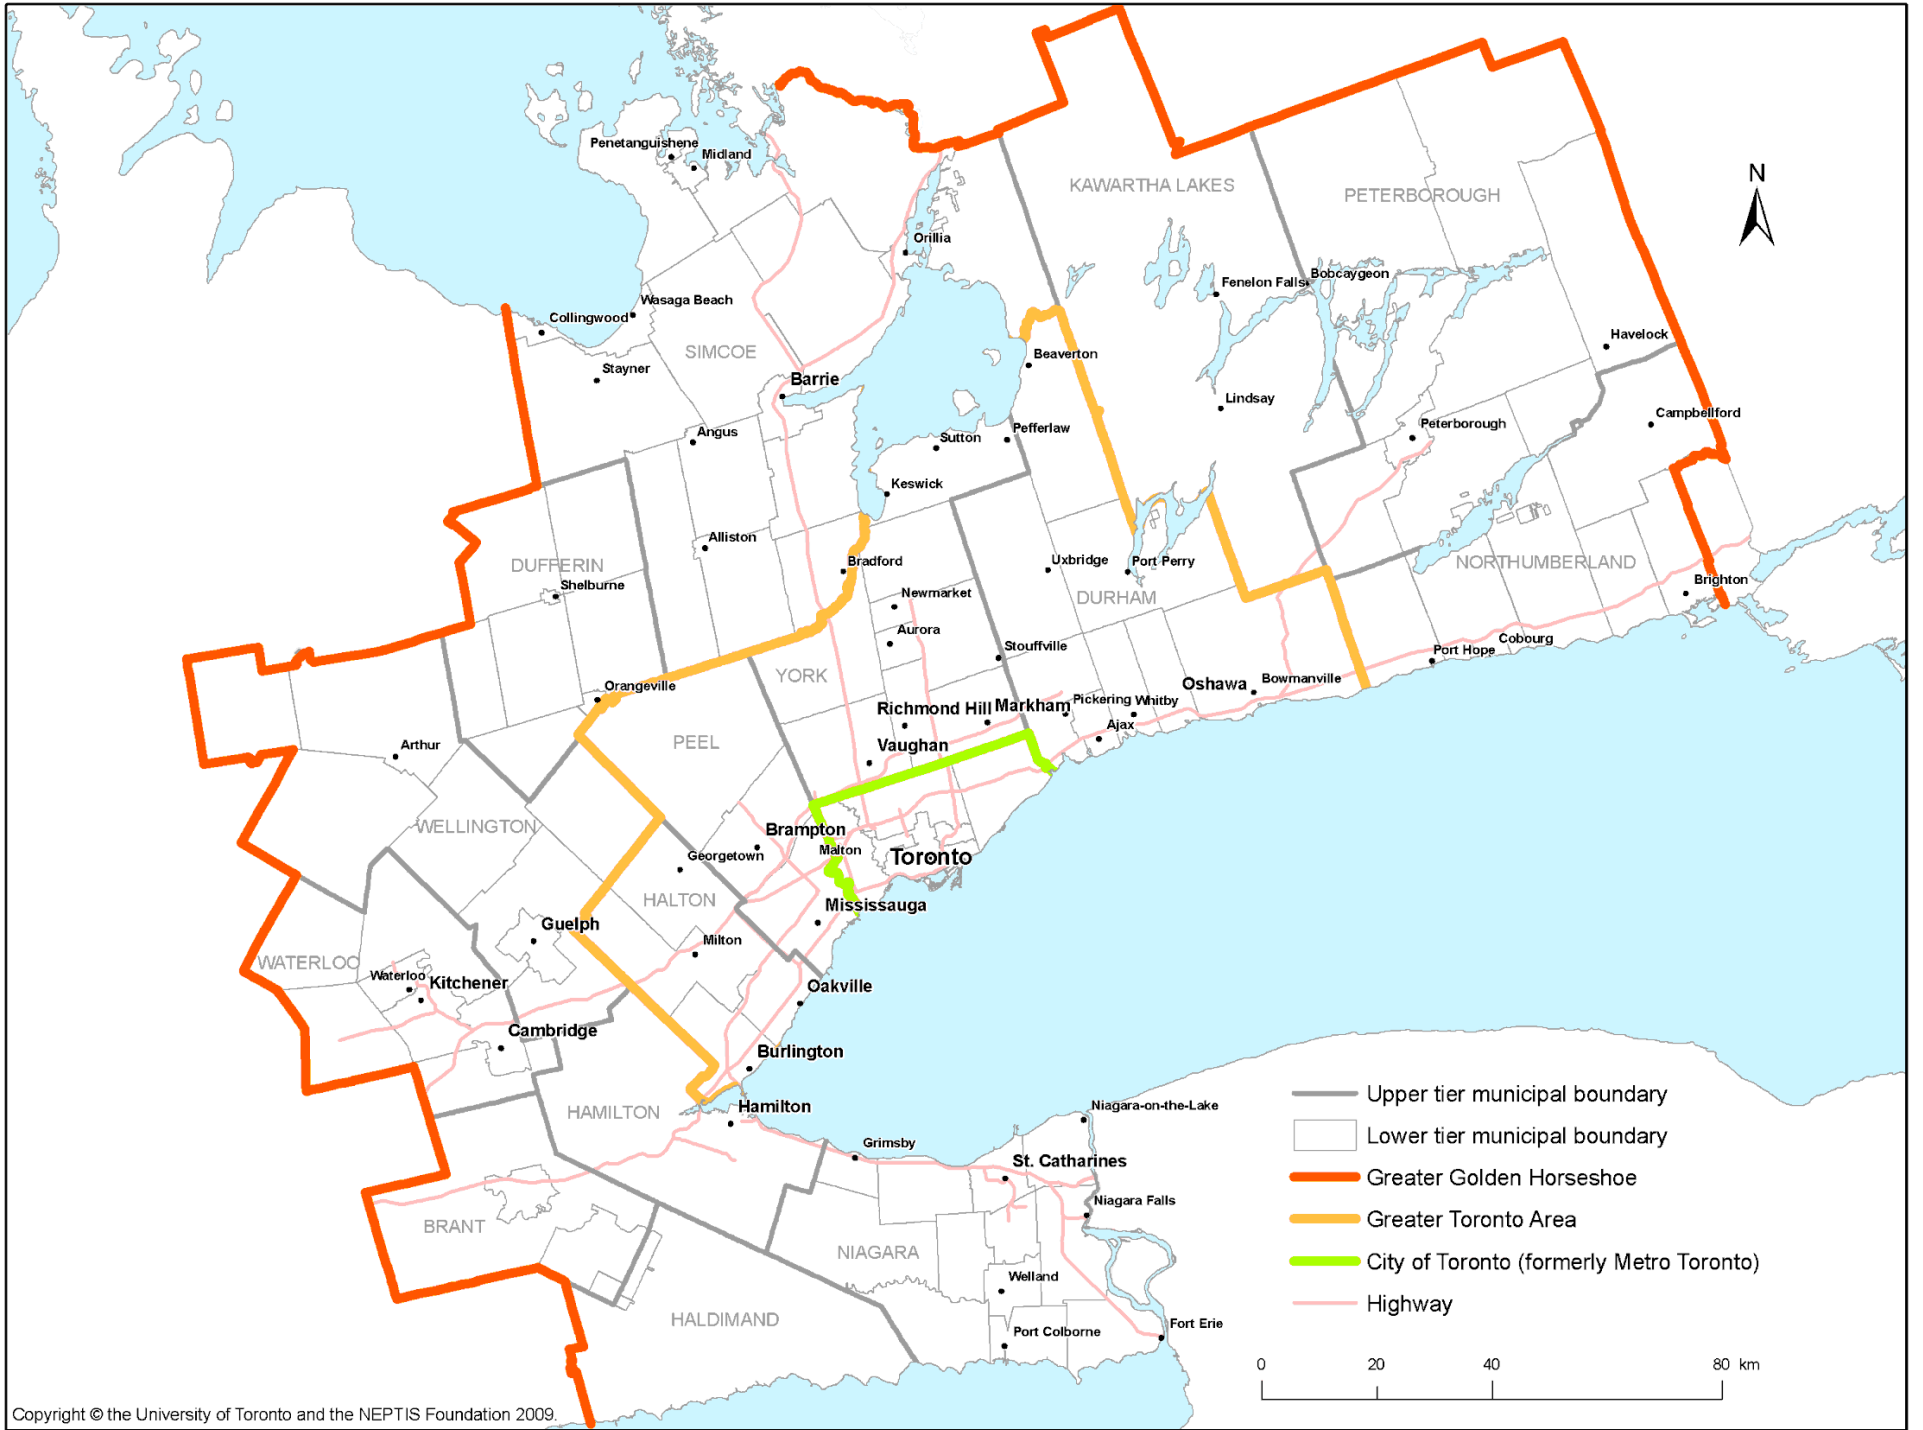 Penetanguishene
Midland
N
KAWARTHA LAKES
PETERBOROUGH
Orillia
Fenelon Falls
Bobcaygeon
Wasaga Beach
Collingwood
SIMCOE
Stayner
Beaverton
Havelock
Barrie
Lindsay
Campbellford
Angus
Sutton
Pefferlaw
Peterborough
Keswick
Alliston
DUFFERIN
Shelburne
Bradford
Uxbridge
Port Perry
NORTHUMBERLAND
Brighton
Newmarket
DURHAM
Aurora
Stouffville
Cobourg
Port Hope
YORK
Orangeville
Oshawa
Bowmanville
Richmond Hill
Markham
Pickering
Whitby
Ajax
Arthur
PEEL
Vaughan
WELLINGTON
Brampton
Malton
Georgetown
Toronto
HALTON
Mississauga
Guelph
Milton
WATERLOO
Waterloo
Kitchener
Oakville
Cambridge
Burlington
HAMILTON
Hamilton
Niagara-on-the-Lake
Grimsby
St. Catharines
Niagara Falls
BRANT
NIAGARA
Welland
HALDIMAND
Port Colborne
Fort Erie
Upper tier municipal boundary
Lower tier municipal boundary
Greater Golden Horseshoe
Greater Toronto Area
City of Toronto (formerly Metro Toronto)
Highway
0 20 40 80 km
Copyright © the University of Toronto and the NEPTIS Foundation 2009.